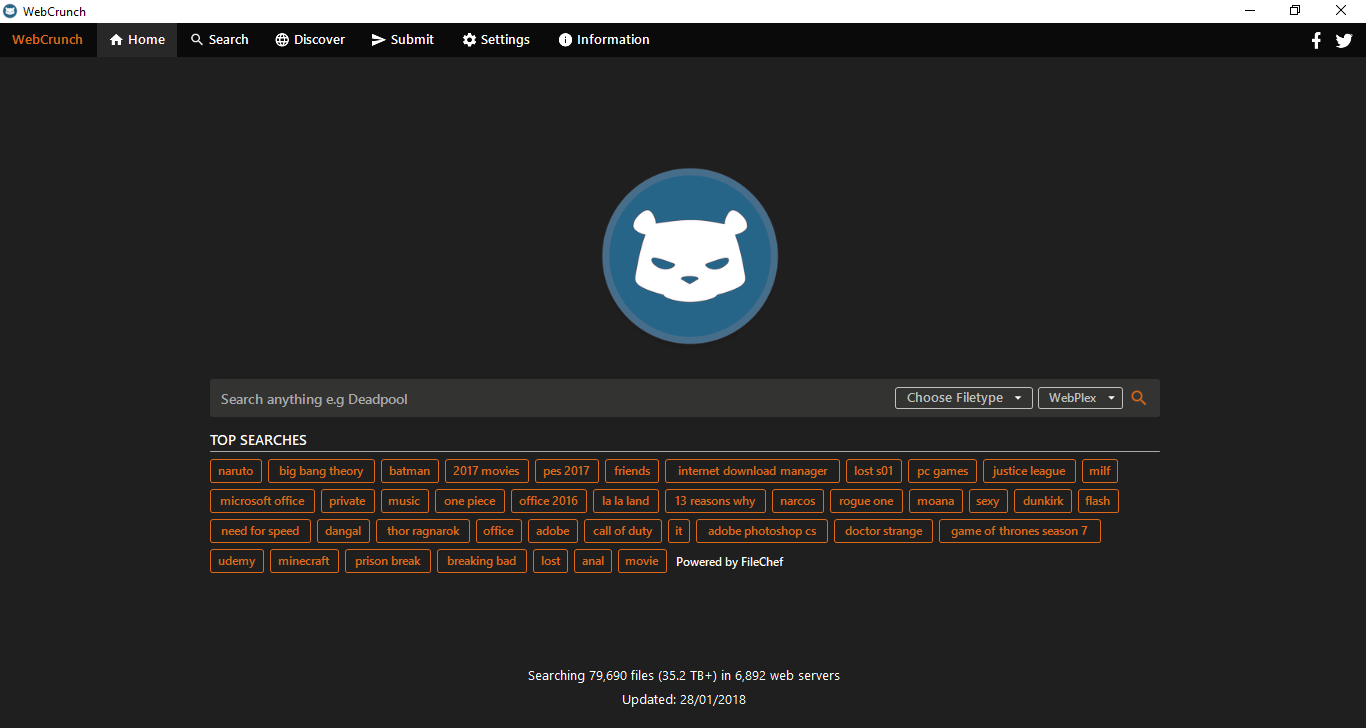 WebCrunch
WebCrunch Home Search Discover Submit Settings Information
Search anything e.g Deadpool Choose Filetype WebPlex
TOP SEARCHES
naruto big bang theory batman 2017 movies pes 2017 friends internet download manager lost s01 pc games justice league milf
microsoft office private music one piece office 2016 la la land 13 reasons why narcos rogue one moana sexy dunkirk flash
need for speed dangal thor ragnarok office adobe call of duty it adobe photoshop cs doctor strange game of thrones season 7
udemy minecraft prison break breaking bad lost anal movie Powered by FileChef
Searching 79,690 files (35.2 TB+) in 6,892 web servers
Updated: 28/01/2018